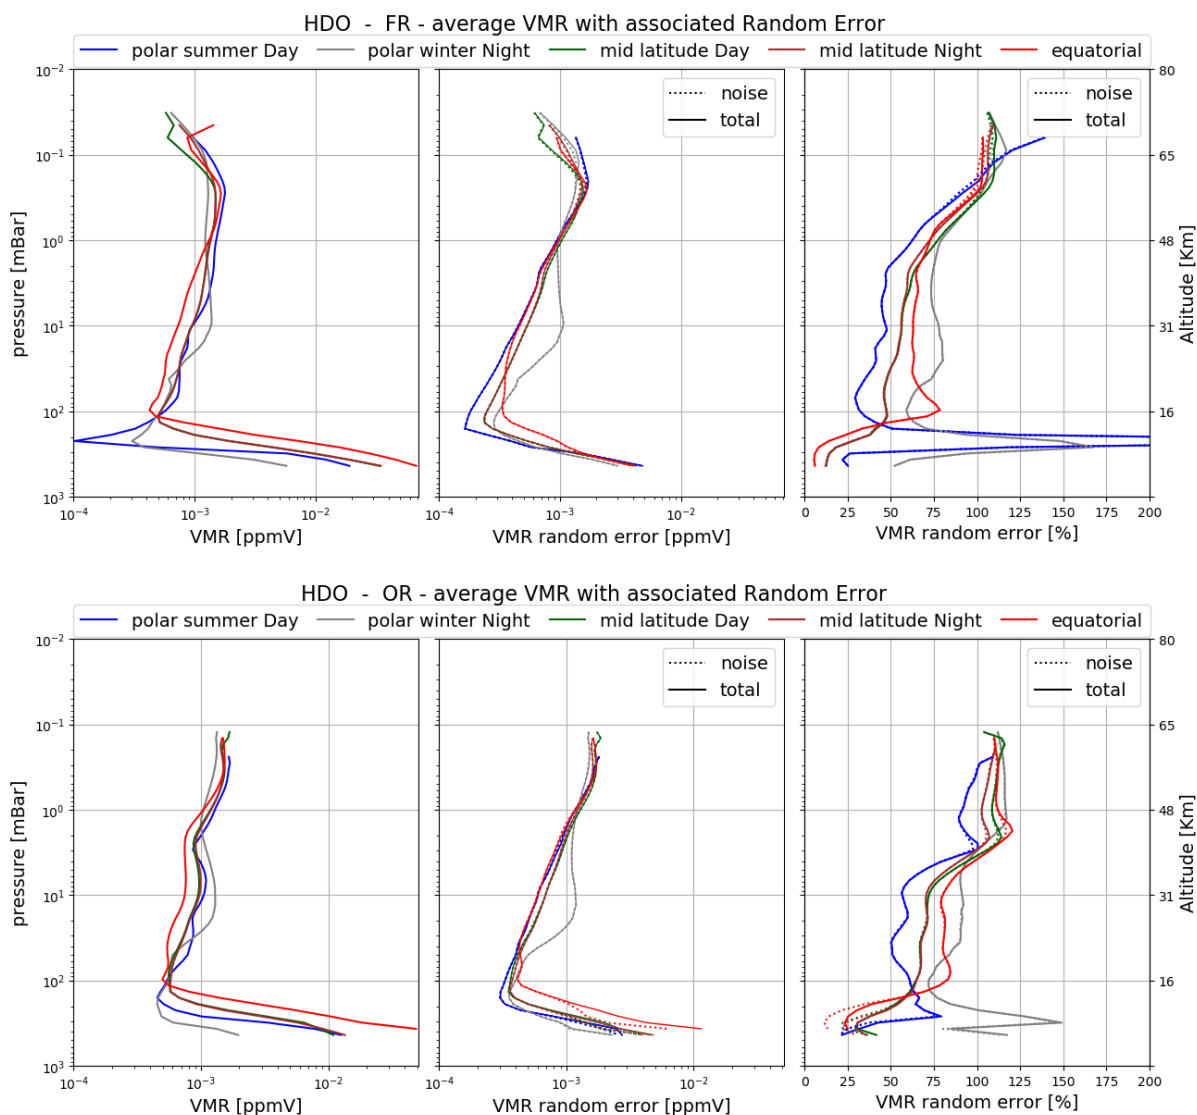 HDO - FR - average VMR with associated Random Error
polar summer Day polar winter Night mid latitude Day mid latitude Night equatorial
noise
total
noise
total
10⁻² 10⁻¹ 10⁰ 10¹ 10² 10³
pressure [mBar]
80 65 48 31 16
Altitude [Km]
10⁻⁴ 10⁻³ 10⁻²
VMR [ppmV]
10⁻⁴ 10⁻³ 10⁻²
VMR random error [ppmV]
0 25 50 75 100 125 150 175 200
VMR random error [%]
HDO - OR - average VMR with associated Random Error
polar summer Day polar winter Night mid latitude Day mid latitude Night equatorial
noise
total
noise
total
10⁻² 10⁻¹ 10⁰ 10¹ 10² 10³
pressure [mBar]
80 65 48 31 16
Altitude [Km]
10⁻⁴ 10⁻³ 10⁻²
VMR [ppmV]
10⁻⁴ 10⁻³ 10⁻²
VMR random error [ppmV]
0 25 50 75 100 125 150 175 200
VMR random error [%]